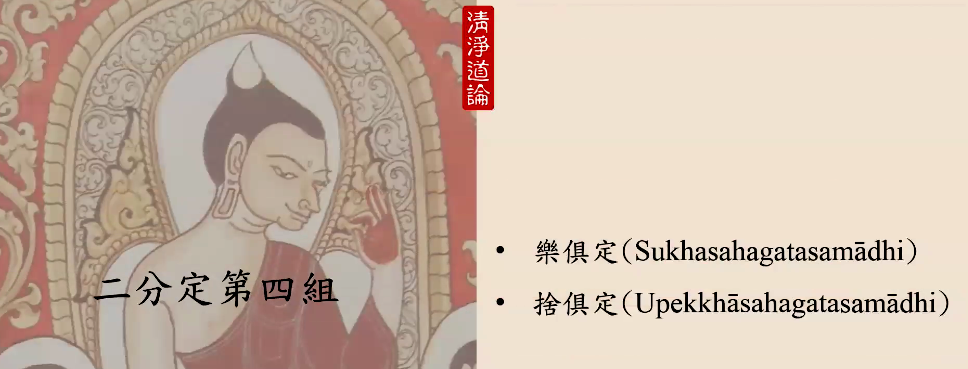 清淨道論
二分定第四組
• 樂俱定(Sukhasahagatasamādhi)
• 捨俱定(Upekkhāsahagatasamādhi)